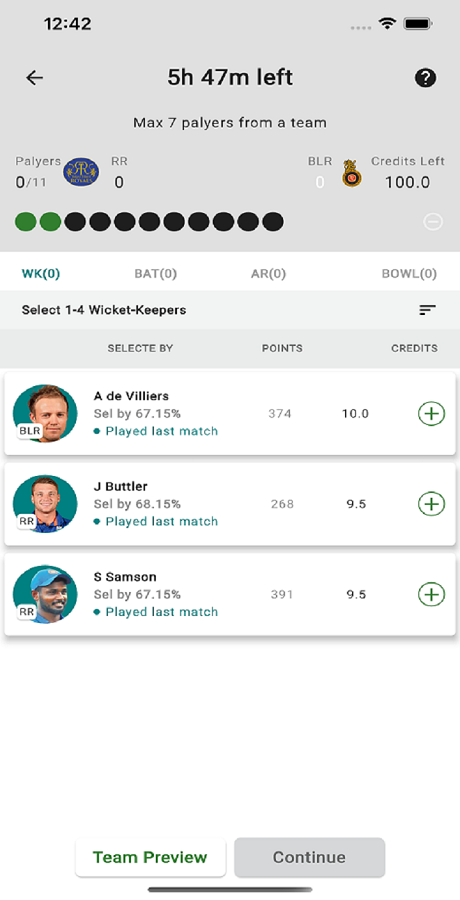 12:42
5h 47m left
Max 7 palyers from a team
Palyers RR BLR Credits Left
0/11 0 0 100.0
WK(0) BAT(0) AR(0) BOWL(0)
Select 1-4 Wicket-Keepers
SELECTE BY POINTS CREDITS
A de Villiers
Sel by 67.15% 374 10.0
BLR Played last match
J Buttler
Sel by 68.15% 268 9.5
RR Played last match
S Samson
Sel by 67.15% 391 9.5
RR Played last match
Team Preview Continue